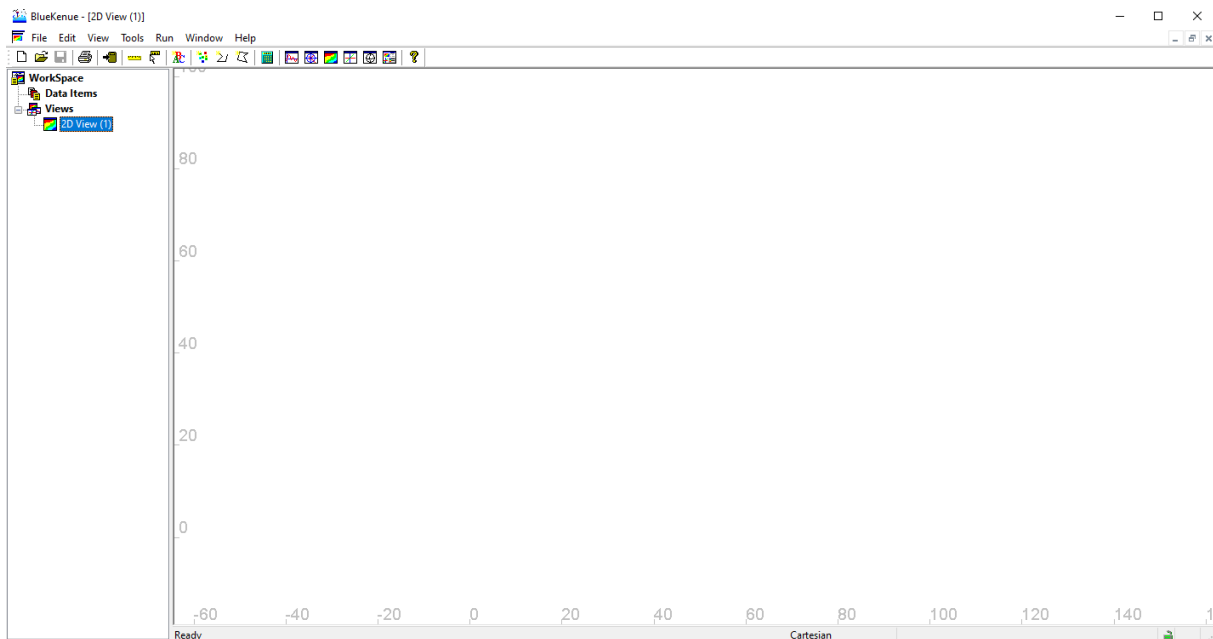 BlueKenue - [2D View (1)]
File Edit View Tools Run Window Help
WorkSpace
Data Items
Views
2D View (1)
100
80
60
40
20
0
-60 -40 -20 0 20 40 60 80 100 120 140
Ready Cartesian